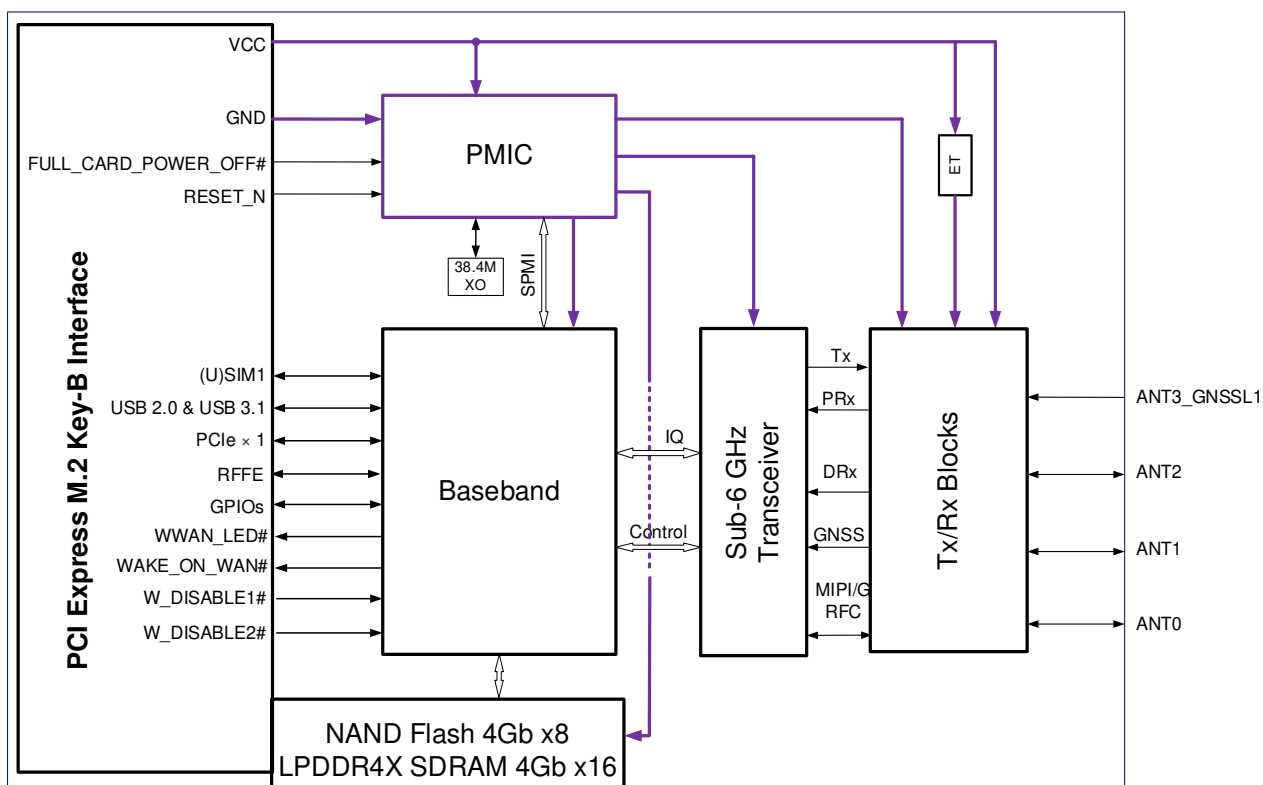 PCI Express M.2 Key-B Interface
VCC
GND
FULL_CARD_POWER_OFF#
RESET_N
PMIC
ET
38.4M
XO
SPMI
(U)SIM1
USB 2.0 & USB 3.1
PCIe × 1
RFFE
GPIOs
WWAN_LED#
WAKE_ON_WAN#
W_DISABLE1#
W_DISABLE2#
Baseband
IQ
Control
Sub-6 GHz
Transceiver
Tx
PRx
DRx
GNSS
MIPI/G
RFC
Tx/Rx Blocks
ANT3_GNSSL1
ANT2
ANT1
ANT0
NAND Flash 4Gb x8
LPDDR4X SDRAM 4Gb x16